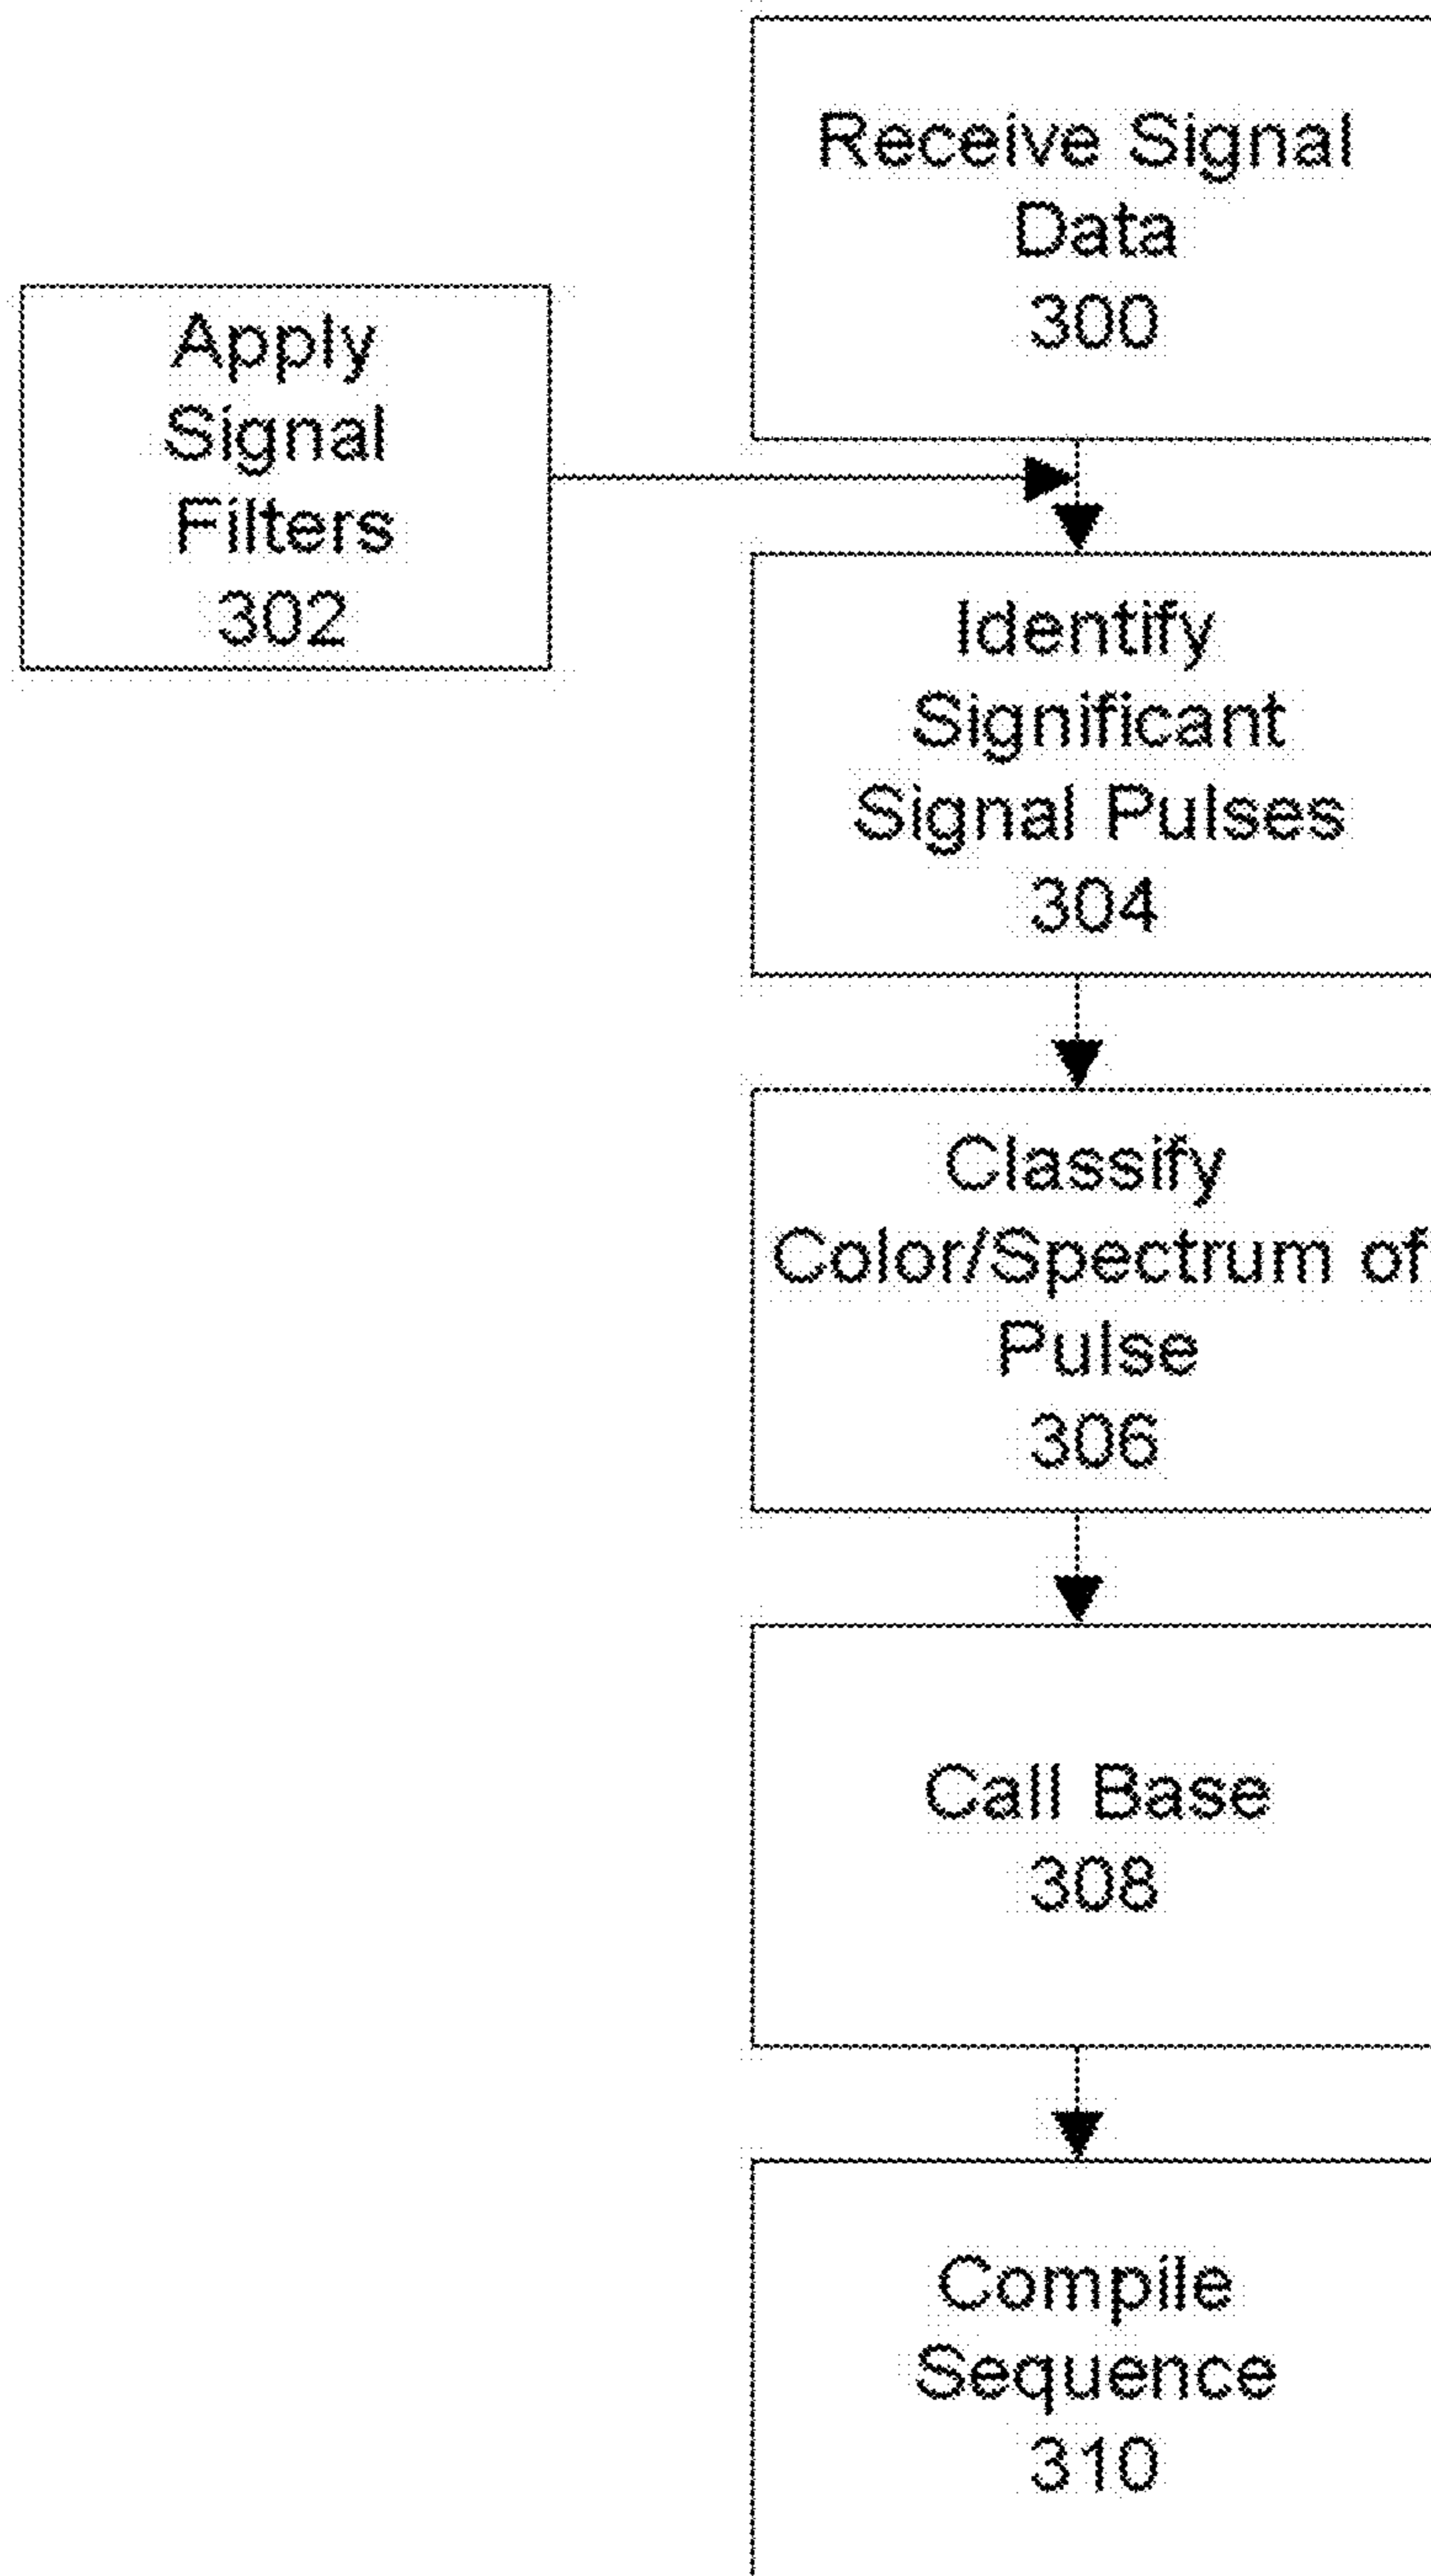 Receive Signal
Data
300
Apply
Signal
Filters
302
Identify
Significant
Signal Pulses
304
Classify
Color/Spectrum of
Pulse
306
Call Base
308
Compile
Sequence
310